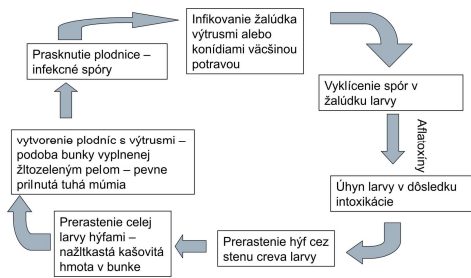 Infikovanie žalúdka
výtrusmi alebo
konídiami väčšinou
potravou
Vyklícenie spór v
žalúdku larvy
Aflatoxíny
Úhyn larvy v dôsledku
intoxikácie
Prerastenie hýf cez
stenu creva larvy
Prerastenie celej
larvy hýfami –
nažltkastá kašovitá
hmota v bunke
vytvorenie plodníc s výtrusmi –
podoba bunky vyplnenej
žltozeleným pelom – pevne
prilnutá tuhá múmia
Prasknutie plodnice –
infekcné spóry